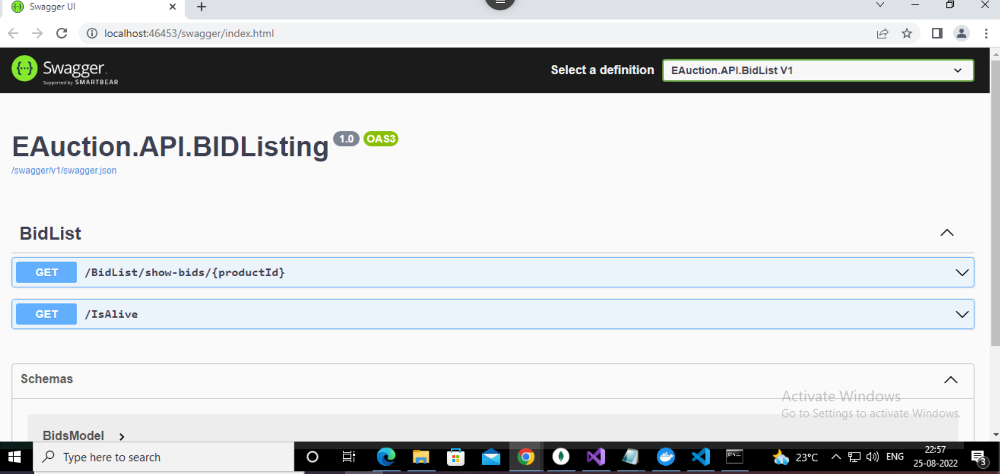 Swagger UI
localhost:46453/swagger/index.html
Swagger
Supported by SMARTBEAR
Select a definition
EAuction.API.BidList V1
EAuction.API.BIDListing 1.0 OAS3
/swagger/v1/swagger.json
BidList
GET /BidList/show-bids/{productId}
GET /IsAlive
Schemas
Activate Windows
Go to Settings to activate Windows.
BidsModel
Type here to search
23°C
ENG
22:57
25-08-2022
3